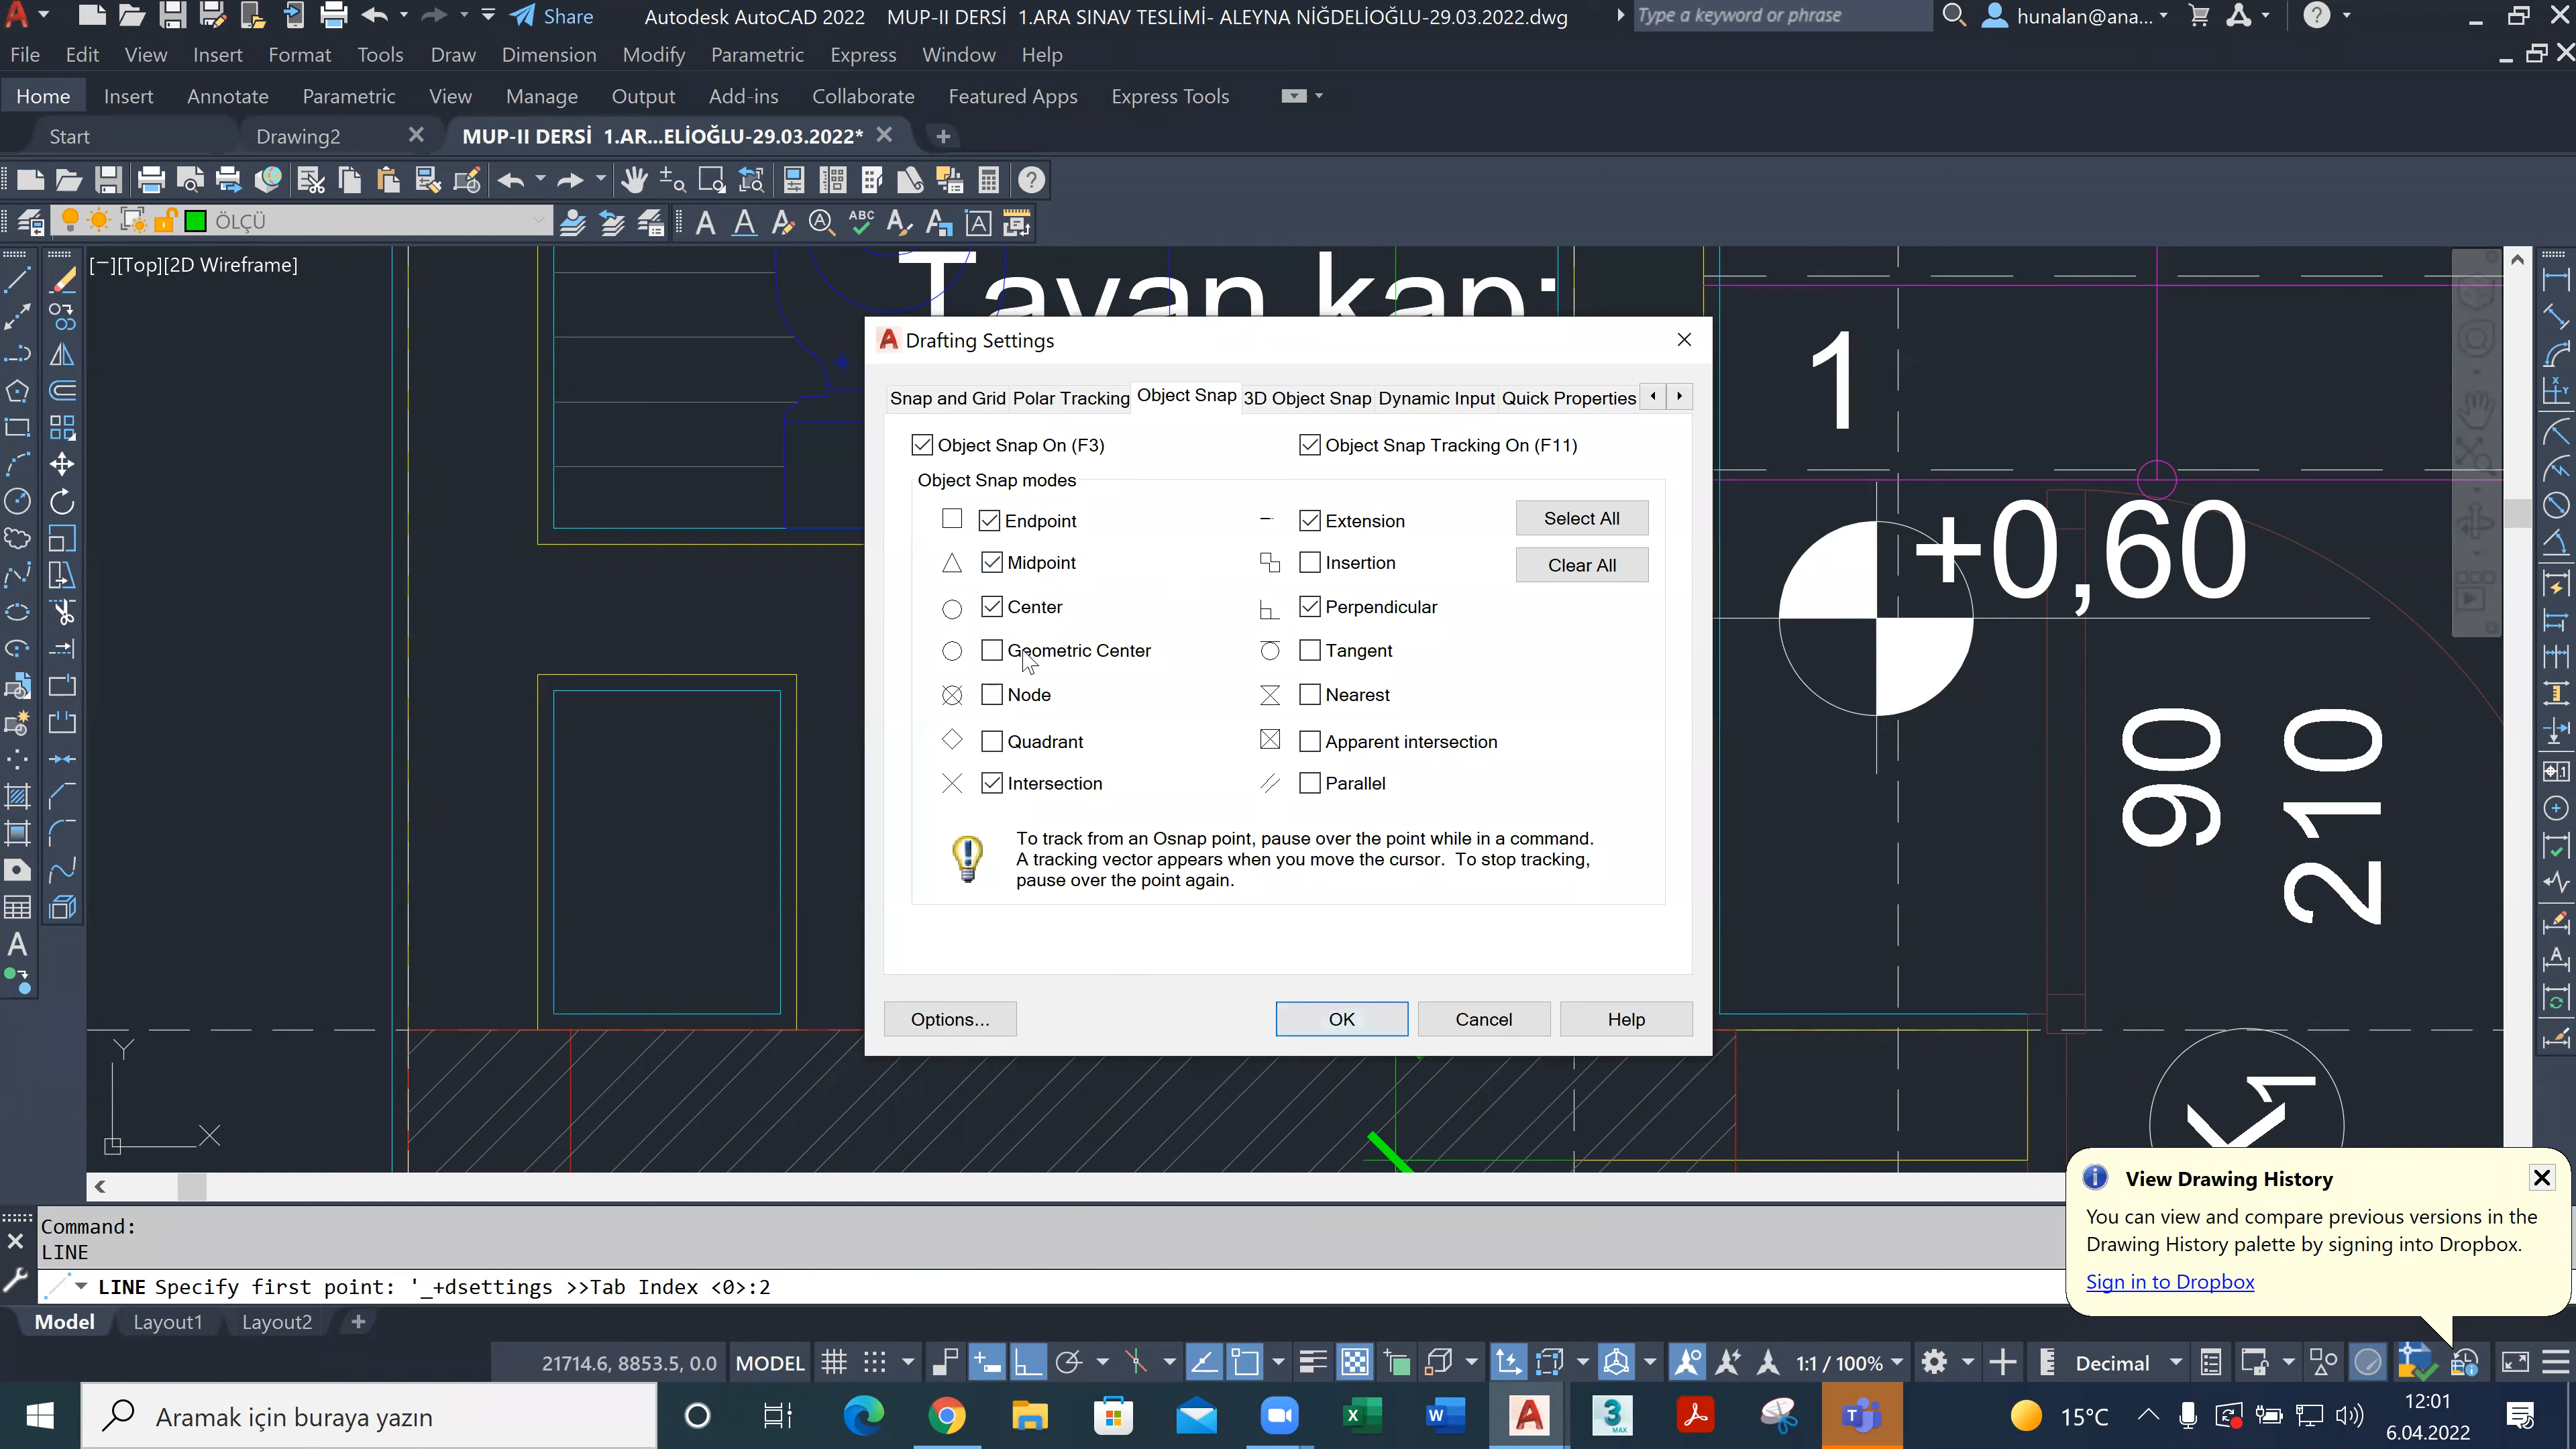 Share
Autodesk AutoCAD 2022 MUP-II DERSİ 1.ARA SINAV TESLİMİ- ALEYNA NİĞDELİOĞLU-29.03.2022.dwg
Type a keyword or phrase
hunalan@ana...
File Edit View Insert Format Tools Draw Dimension Modify Parametric Express Window Help
Home Insert Annotate Parametric View Manage Output Add-ins Collaborate Featured Apps Express Tools
Start Drawing2 MUP-II DERSİ 1.AR...ELİOĞLU-29.03.2022*
ÖLÇÜ
ABC
[−][Top][2D Wireframe]
Tavan kap:
1
+0,60
90
210
Drafting Settings
Snap and Grid Polar Tracking Object Snap 3D Object Snap Dynamic Input Quick Properties
Object Snap On (F3) Object Snap Tracking On (F11)
Object Snap modes
Endpoint Extension Select All
Midpoint Insertion Clear All
Center Perpendicular
Geometric Center Tangent
Node Nearest
Quadrant Apparent intersection
Intersection Parallel
To track from an Osnap point, pause over the point while in a command.
A tracking vector appears when you move the cursor. To stop tracking,
pause over the point again.
Options... OK Cancel Help
Y
X
K1
View Drawing History
You can view and compare previous versions in the
Drawing History palette by signing into Dropbox.
Sign in to Dropbox
Command:
LINE
LINE Specify first point: '_+dsettings >>Tab Index <0>:2
Model Layout1 Layout2
21714.6, 8853.5, 0.0 MODEL 1:1 / 100% Decimal
Aramak için buraya yazın
15°C
12:01
6.04.2022